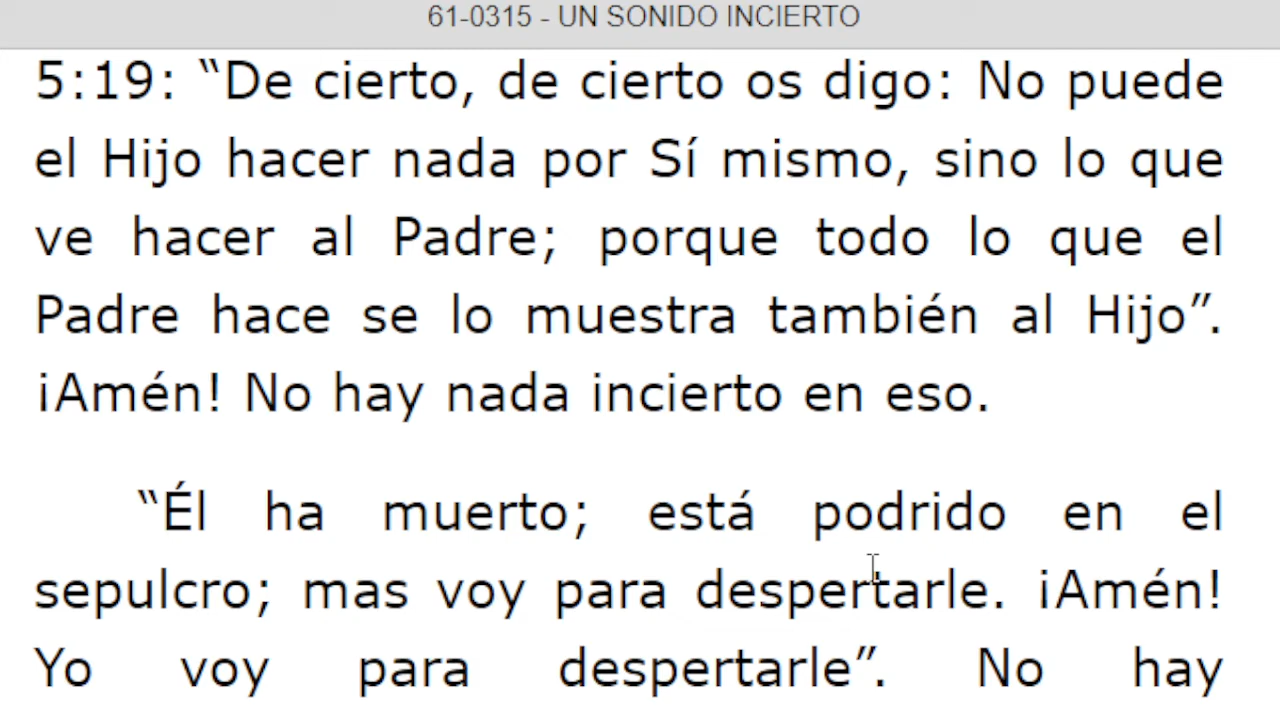 61-0315 - UN SONIDO INCIERTO
5:19: “De cierto, de cierto os digo: No puede
el Hijo hacer nada por Sí mismo, sino lo que
ve hacer al Padre; porque todo lo que el
Padre hace se lo muestra también al Hijo”.
¡Amén! No hay nada incierto en eso.
“Él ha muerto; está podrido en el
sepulcro; mas voy para despertarle. ¡Amén!
Yo voy para despertarle”. No hay